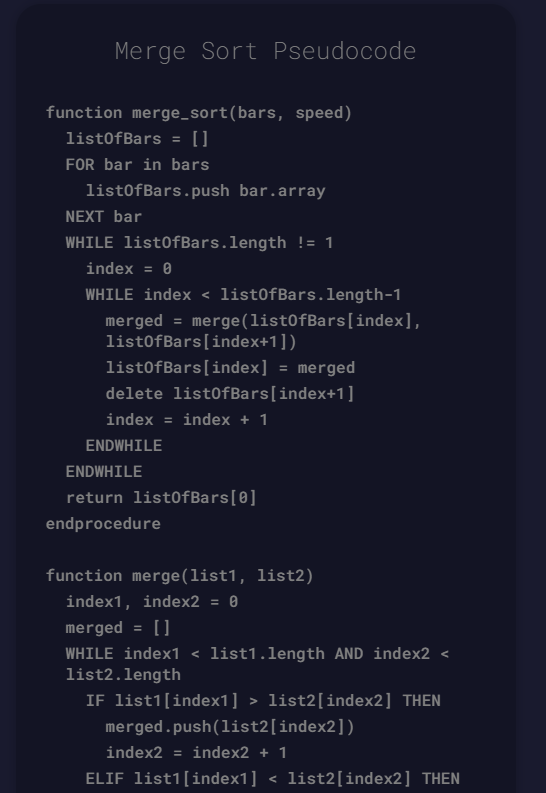 Merge Sort Pseudocode
function merge_sort(bars, speed)
listOfBars = []
FOR bar in bars
listOfBars.push bar.array
NEXT bar
WHILE listOfBars.length != 1
index = 0
WHILE index < listOfBars.length-1
merged = merge(listOfBars[index],
listOfBars[index+1])
listOfBars[index] = merged
delete listOfBars[index+1]
index = index + 1
ENDWHILE
ENDWHILE
return listOfBars[0]
endprocedure
function merge(list1, list2)
index1, index2 = 0
merged = []
WHILE index1 < list1.length AND index2 <
list2.length
IF list1[index1] > list2[index2] THEN
merged.push(list2[index2])
index2 = index2 + 1
ELIF list1[index1] < list2[index2] THEN